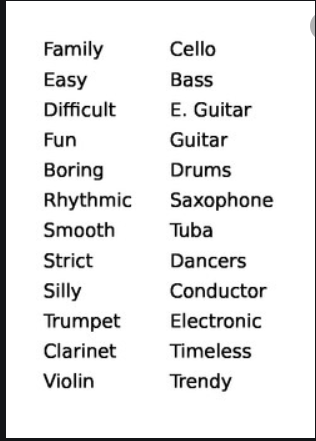 Family Cello
Easy Bass
Difficult E. Guitar
Fun Guitar
Boring Drums
Rhythmic Saxophone
Smooth Tuba
Strict Dancers
Silly Conductor
Trumpet Electronic
Clarinet Timeless
Violin Trendy